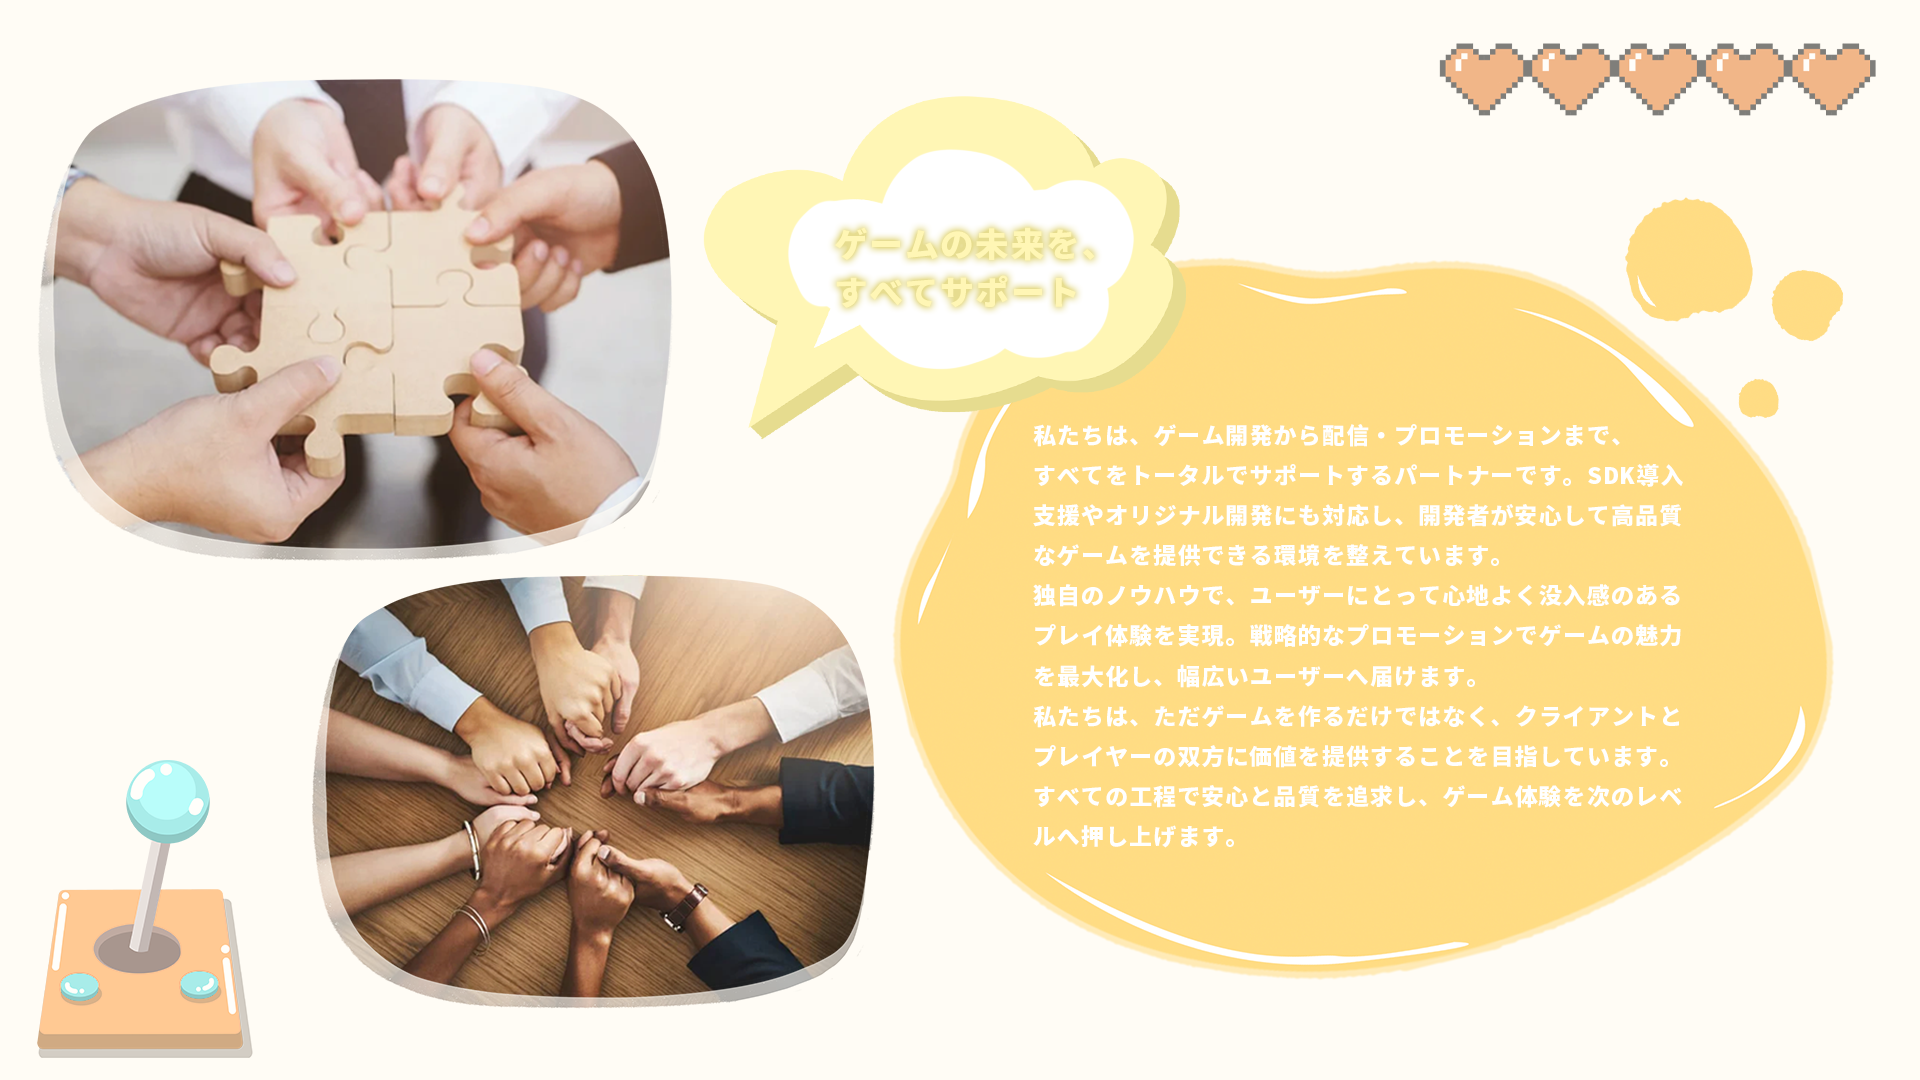 ゲームの未来を、
すべてサポート
私たちは、ゲーム開発から配信・プロモーションまで、
すべてをトータルでサポートするパートナーです。SDK導入
支援やオリジナル開発にも対応し、開発者が安心して高品質
なゲームを提供できる環境を整えています。
独自のノウハウで、ユーザーにとって心地よく没入感のある
プレイ体験を実現。戦略的なプロモーションでゲームの魅力
を最大化し、幅広いユーザーへ届けます。
私たちは、ただゲームを作るだけではなく、クライアントと
プレイヤーの双方に価値を提供することを目指しています。
すべての工程で安心と品質を追求し、ゲーム体験を次のレベ
ルへ押し上げます。